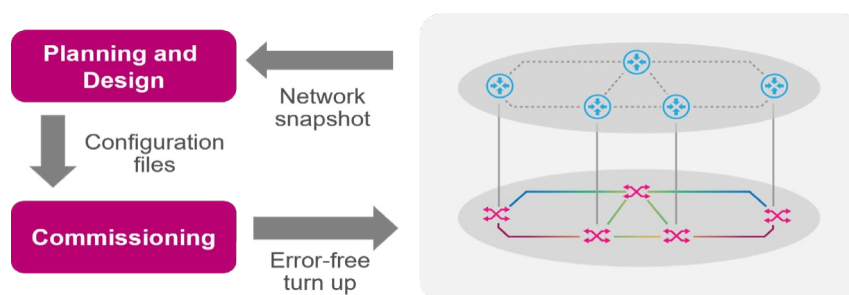 Planning and
Design
Network
snapshot
Configuration
files
Commissioning
Error-free
turn up